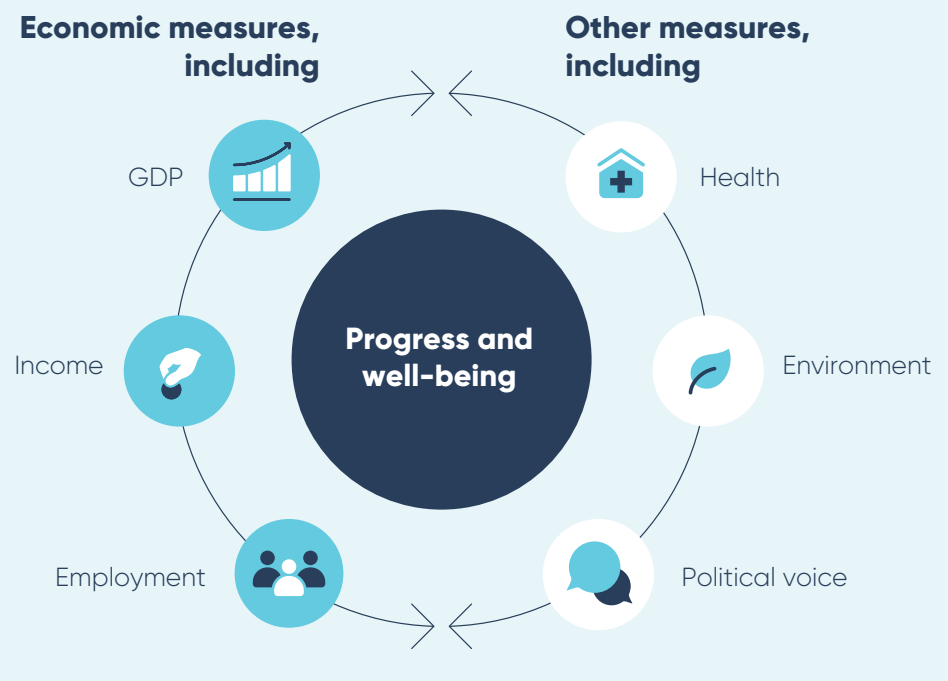 Economic measures,
including
Other measures,
including
GDP
Health
Progress and
well-being
Income
Environment
Employment
Political voice